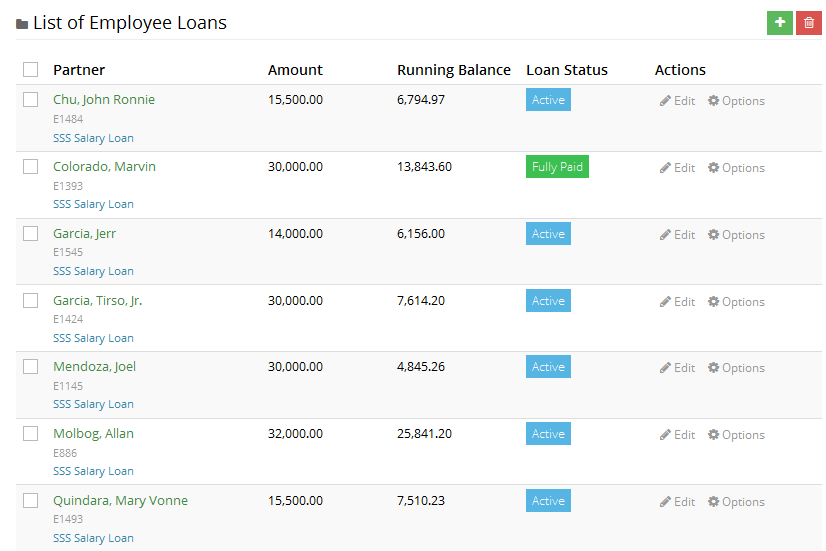 List of Employee Loans
Partner Amount Running Balance Loan Status Actions
Chu, John Ronnie 15,500.00 6,794.97 Active Edit Options
E1484
SSS Salary Loan
Colorado, Marvin 30,000.00 13,843.60 Fully Paid Edit Options
E1393
SSS Salary Loan
Garcia, Jerr 14,000.00 6,156.00 Active Edit Options
E1545
SSS Salary Loan
Garcia, Tirso, Jr. 30,000.00 7,614.20 Active Edit Options
E1424
SSS Salary Loan
Mendoza, Joel 30,000.00 4,845.26 Active Edit Options
E1145
SSS Salary Loan
Molbog, Allan 32,000.00 25,841.20 Active Edit Options
E886
SSS Salary Loan
Quindara, Mary Vonne 15,500.00 7,510.23 Active Edit Options
E1493
SSS Salary Loan